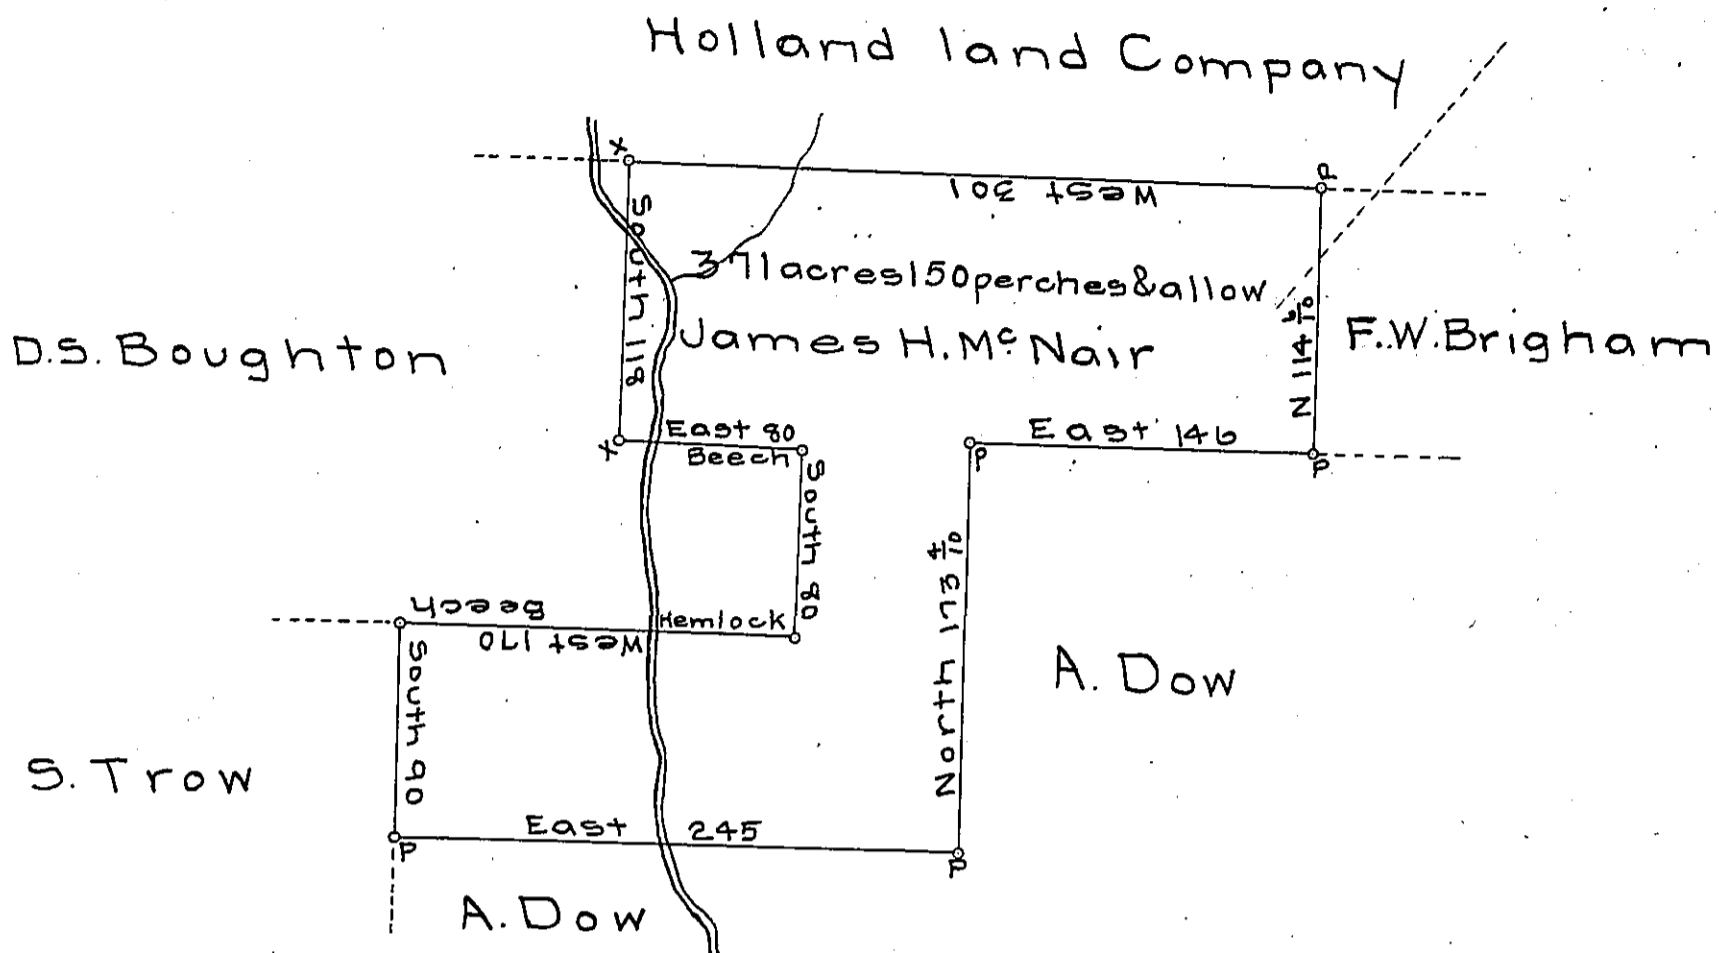 Holland land Company
X
P
West 301
South 118
371 acres 150 perches & allow
James H. Mc Nair
D.S. Boughton
N 114 6/10
F.W. Brigham
X
East 80
Beech
P
East 146
P
South 80
North 173 4/10
Beech
Hemlock
West 170
South 90
A. Dow
S. Trow
East 245
P
P
A. Dow